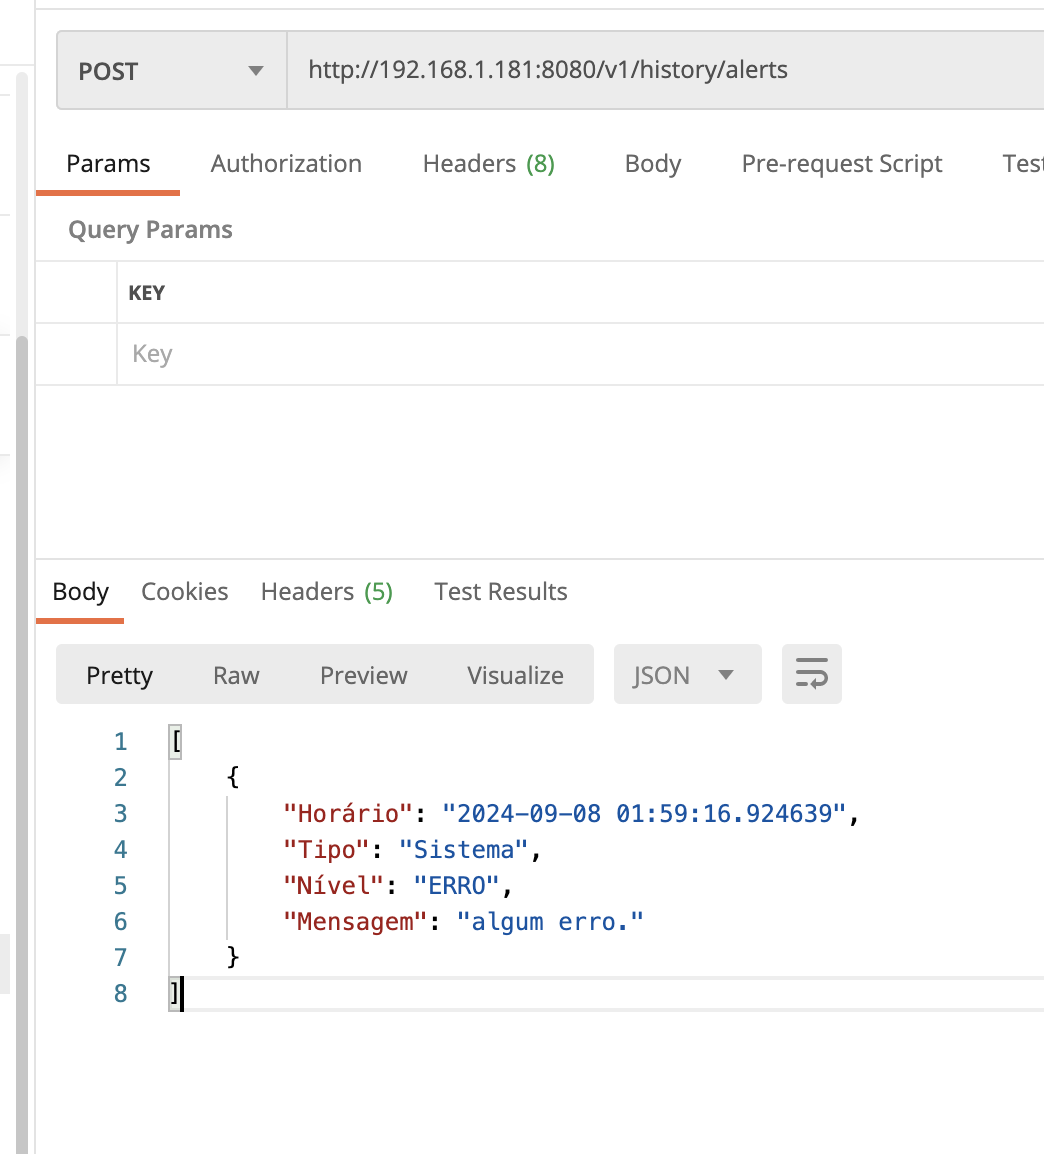 POST http://192.168.1.181:8080/v1/history/alerts
Params Authorization Headers (8) Body Pre-request Script Test
Query Params
KEY
Key
Body Cookies Headers (5) Test Results
Pretty Raw Preview Visualize JSON
1 [
2 {
3 "Horário": "2024-09-08 01:59:16.924639",
4 "Tipo": "Sistema",
5 "Nível": "ERRO",
6 "Mensagem": "algum erro."
7 }
8 ]